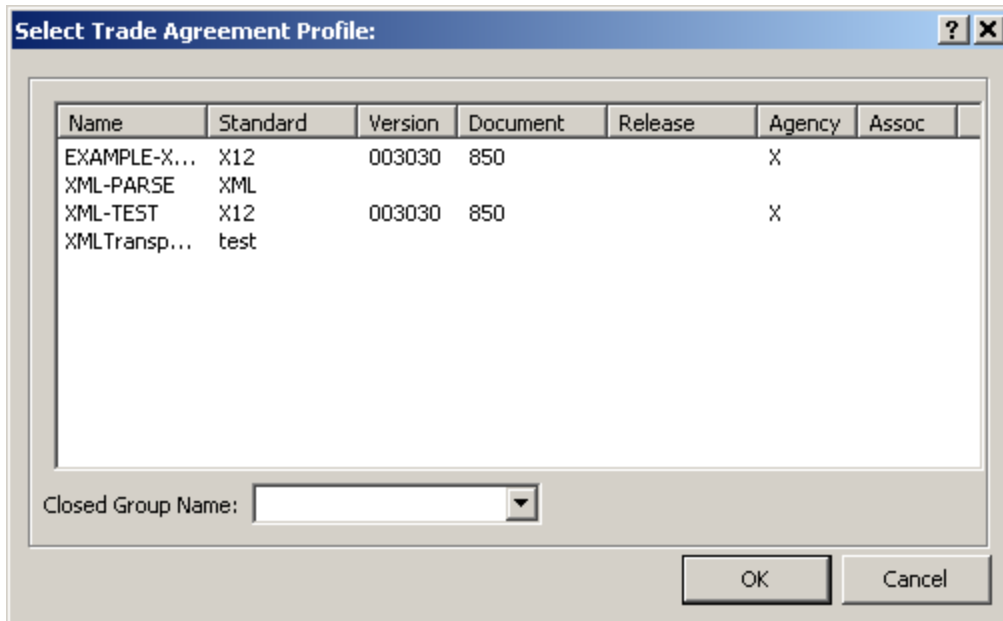 Select Trade Agreement Profile:
Name Standard Version Document Release Agency Assoc
EXAMPLE-X... X12 003030 850 X
XML-PARSE XML
XML-TEST X12 003030 850 X
XMLTransp... test
Closed Group Name:
OK Cancel